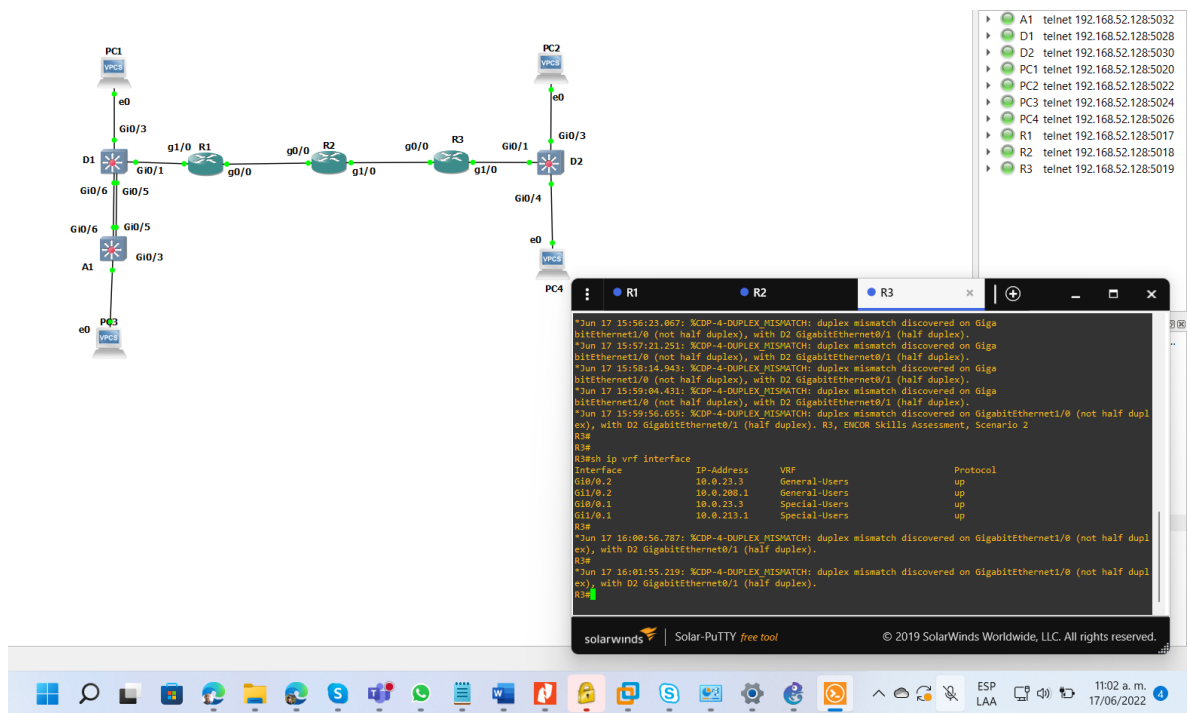 PC1
VPCS
e0
Gi0/3
D1
Gi0/1
g1/0 R1
g0/0
g0/0 R2
g1/0
g0/0 R3
g1/0
Gi0/1
PC2
VPCS
e0
Gi0/3
D2
Gi0/4
e0
VPCS
PC4
Gi0/6 Gi0/5
Gi0/6 Gi0/5
A1
Gi0/3
e0 PC3
VPCS
A1 telnet 192.168.52.128:5032
D1 telnet 192.168.52.128:5028
D2 telnet 192.168.52.128:5030
PC1 telnet 192.168.52.128:5020
PC2 telnet 192.168.52.128:5022
PC3 telnet 192.168.52.128:5024
PC4 telnet 192.168.52.128:5026
R1 telnet 192.168.52.128:5017
R2 telnet 192.168.52.128:5018
R3 telnet 192.168.52.128:5019
R1 R2 R3
*Jun 17 15:56:23.067: %CDP-4-DUPLEX_MISMATCH: duplex mismatch discovered on Giga
bitEthernet1/0 (not half duplex), with D2 GigabitEthernet0/1 (half duplex).
*Jun 17 15:57:21.251: %CDP-4-DUPLEX_MISMATCH: duplex mismatch discovered on Giga
bitEthernet1/0 (not half duplex), with D2 GigabitEthernet0/1 (half duplex).
*Jun 17 15:58:14.943: %CDP-4-DUPLEX_MISMATCH: duplex mismatch discovered on Giga
bitEthernet1/0 (not half duplex), with D2 GigabitEthernet0/1 (half duplex).
*Jun 17 15:59:04.431: %CDP-4-DUPLEX_MISMATCH: duplex mismatch discovered on Giga
bitEthernet1/0 (not half duplex), with D2 GigabitEthernet0/1 (half duplex).
*Jun 17 15:59:56.655: %CDP-4-DUPLEX_MISMATCH: duplex mismatch discovered on GigabitEthernet1/0 (not half dupl
ex), with D2 GigabitEthernet0/1 (half duplex). R3, ENCOR Skills Assessment, Scenario 2
R3#
R3#
R3#sh ip vrf interface
Interface IP-Address VRF Protocol
Gi0/0.2 10.0.23.3 General-Users up
Gi1/0.2 10.0.208.1 General-Users up
Gi0/0.1 10.0.23.3 Special-Users up
Gi1/0.1 10.0.213.1 Special-Users up
R3#
*Jun 17 16:00:56.787: %CDP-4-DUPLEX_MISMATCH: duplex mismatch discovered on GigabitEthernet1/0 (not half dupl
ex), with D2 GigabitEthernet0/1 (half duplex).
R3#
*Jun 17 16:01:55.219: %CDP-4-DUPLEX_MISMATCH: duplex mismatch discovered on GigabitEthernet1/0 (not half dupl
ex), with D2 GigabitEthernet0/1 (half duplex).
R3#
solarwinds Solar-PuTTY free tool © 2019 SolarWinds Worldwide, LLC. All rights reserved.
ESP
LAA
11:02 a. m.
17/06/2022
4